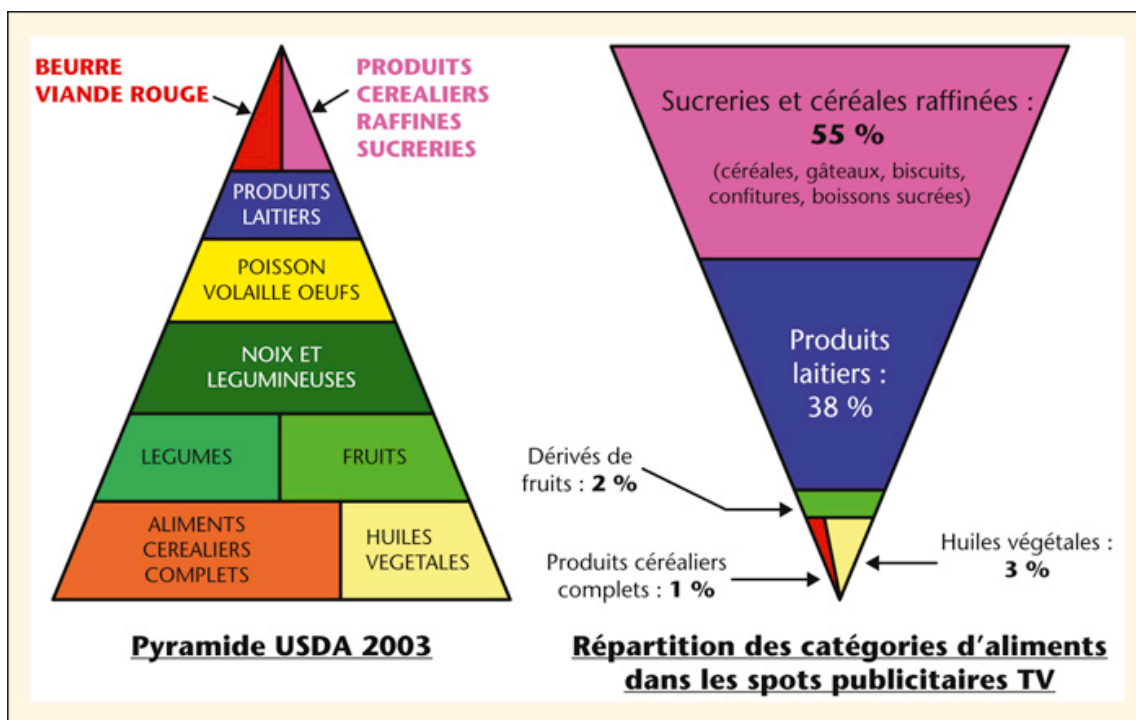 BEURRE
VIANDE ROUGE
PRODUITS
CEREALIERS
RAFFINES
SUCRERIES
PRODUITS
LAITIERS
POISSON
VOLAILLE OEUFS
NOIX ET
LEGUMINEUSES
LEGUMES
FRUITS
ALIMENTS
CEREALIERS
COMPLETS
HUILES
VEGETALES
Pyramide USDA 2003
Sucreries et céréales raffinées :
55 %
(céréales, gâteaux, biscuits,
confitures, boissons sucrées)
Produits
laitiers :
38 %
Dérivés de
fruits : 2 %
Produits céréaliers
complets : 1 %
Huiles végétales :
3 %
Répartition des catégories d'aliments
dans les spots publicitaires TV